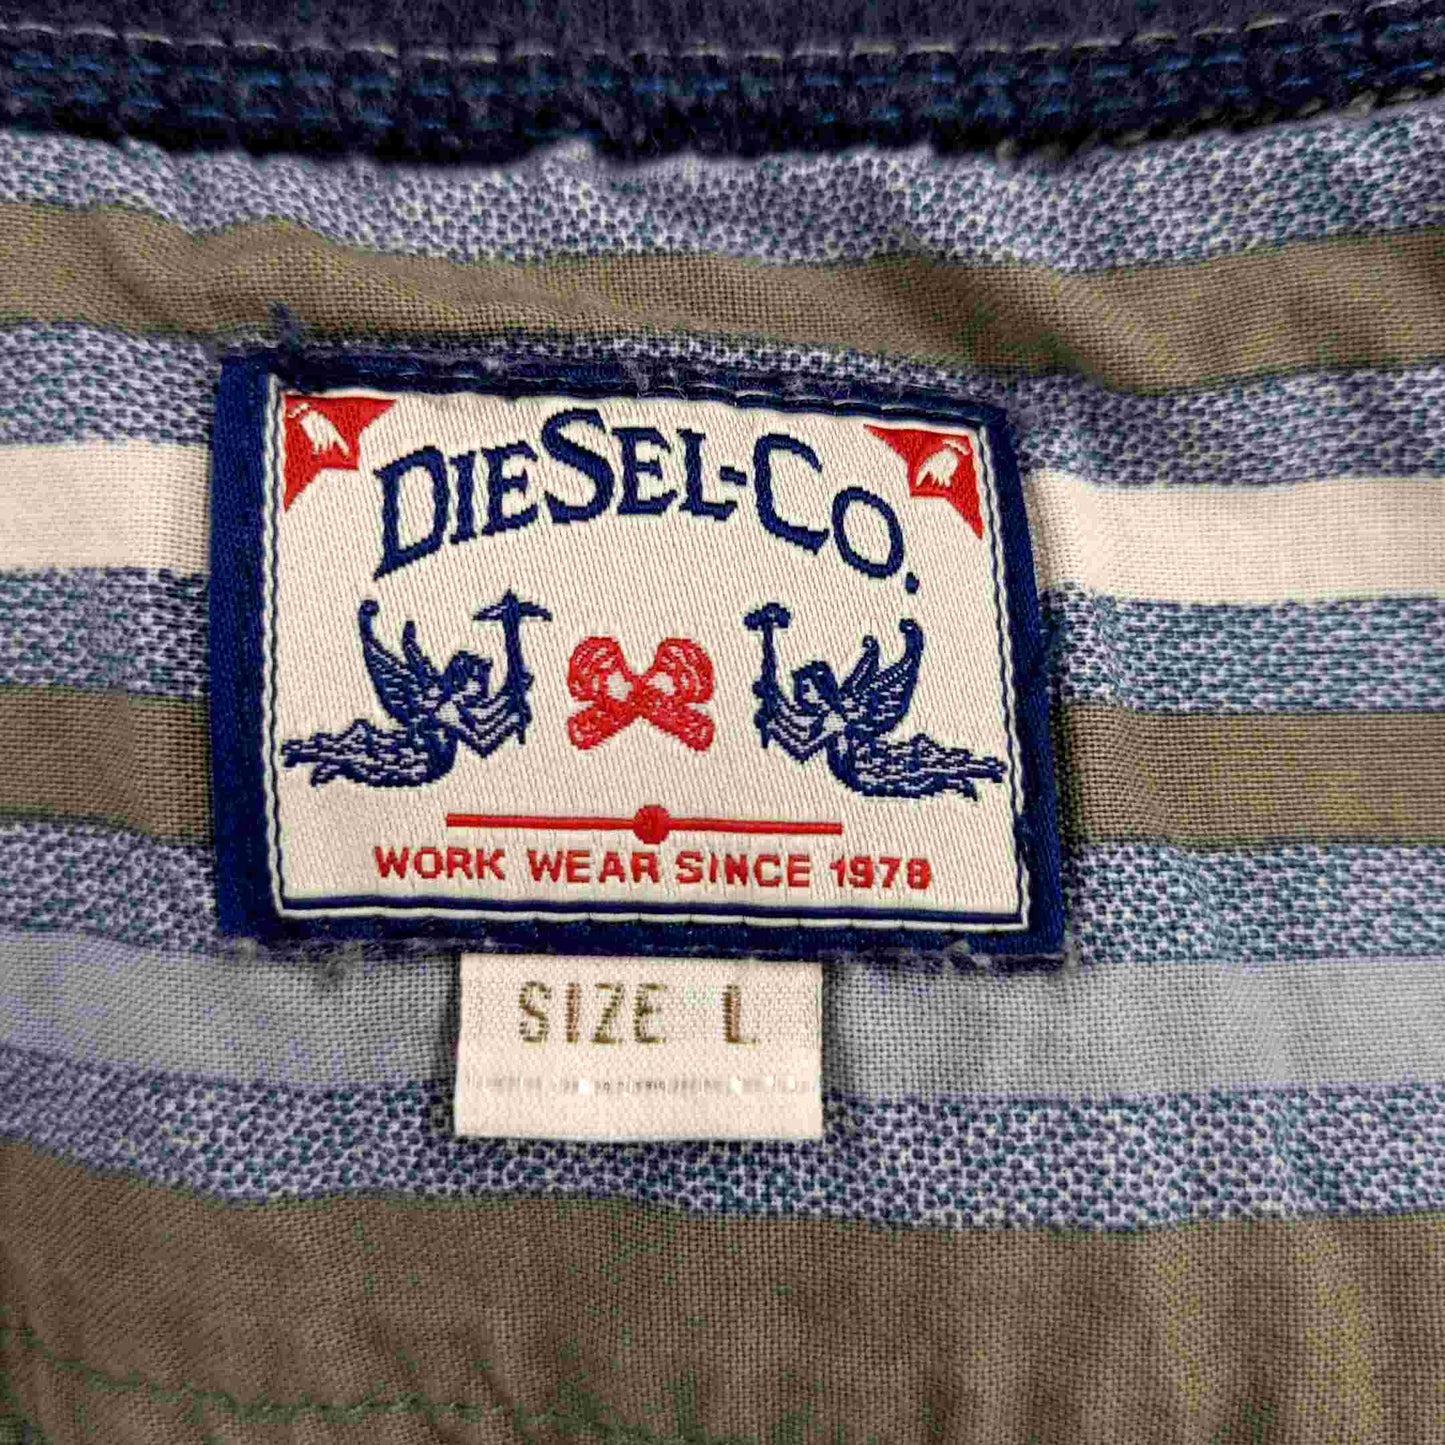 DIESEL-CO.
WORK WEAR SINCE 1978
SIZE L